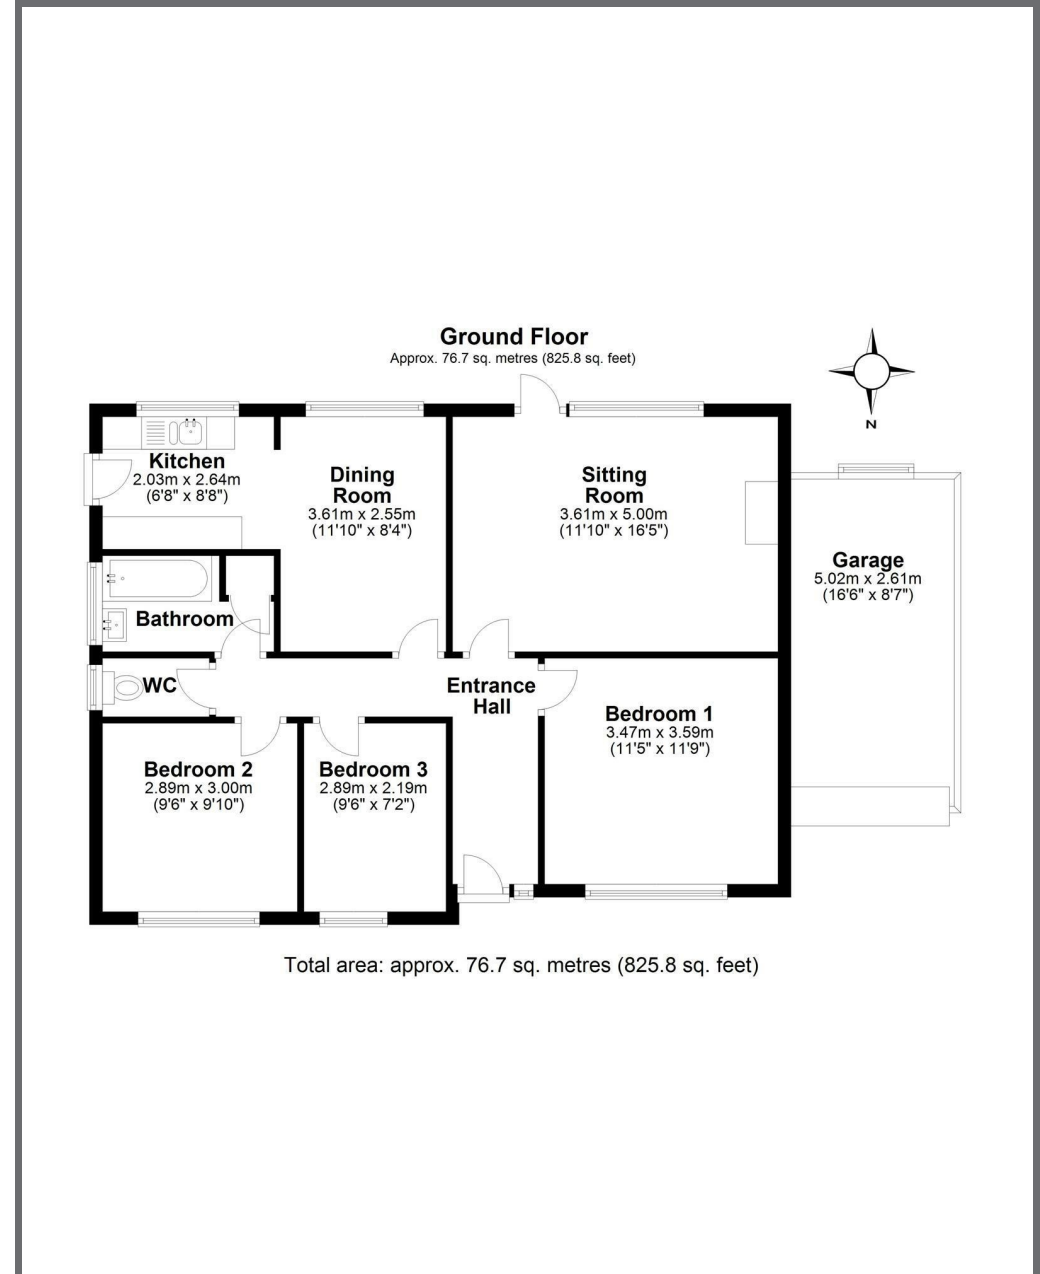 Ground Floor
Approx. 76.7 sq. metres (825.8 sq. feet)
N
Kitchen
2.03m x 2.64m
(6'8" x 8'8")
Dining
Room
3.61m x 2.55m
(11'10" x 8'4")
Sitting
Room
3.61m x 5.00m
(11'10" x 16'5")
Garage
5.02m x 2.61m
(16'6" x 8'7")
Bathroom
WC
Entrance
Hall
Bedroom 1
3.47m x 3.59m
(11'5" x 11'9")
Bedroom 2
2.89m x 3.00m
(9'6" x 9'10")
Bedroom 3
2.89m x 2.19m
(9'6" x 7'2")
Total area: approx. 76.7 sq. metres (825.8 sq. feet)